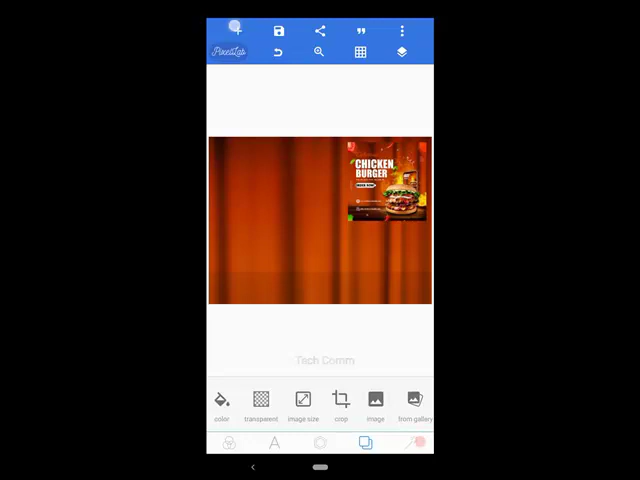 PixelLab
CHICKEN
BURGER
Tech Comm
color
transparent
image size
crop
image
from gallery